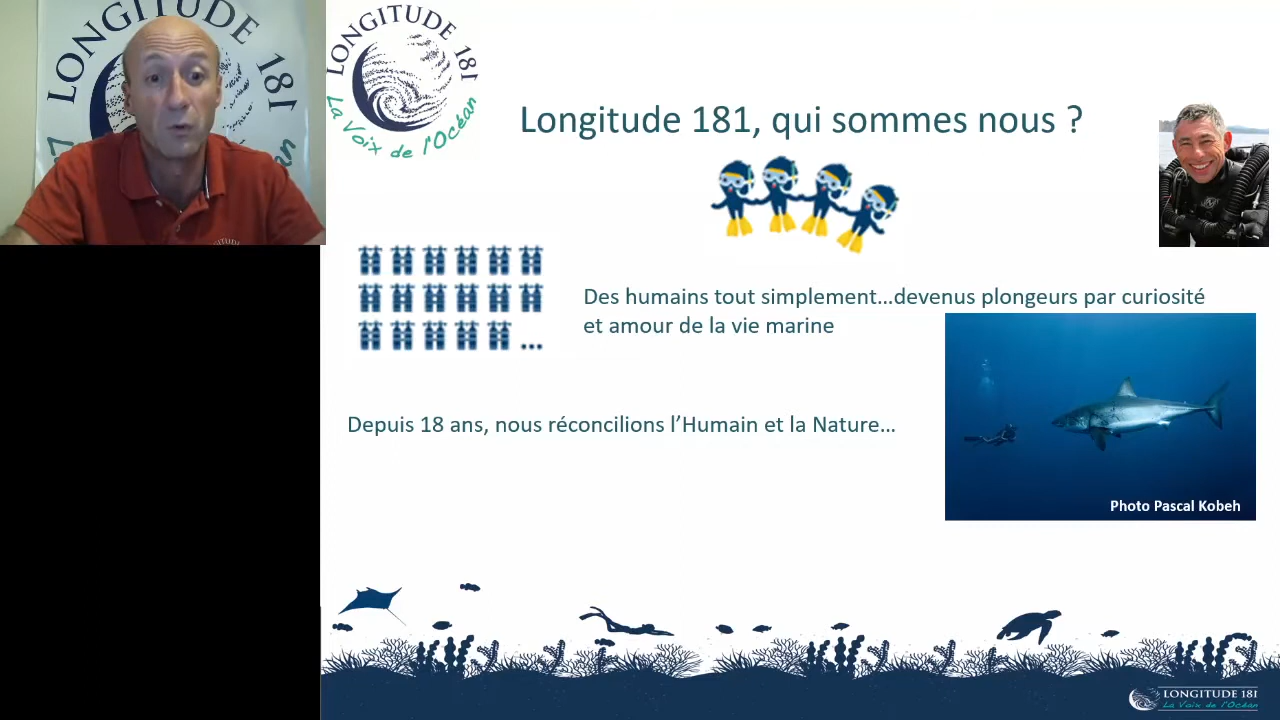 LONGITUDE 181
LONGITUDE 181
La Voix de l'Océan
Longitude 181, qui sommes nous ?
Des humains tout simplement...devenus plongeurs par curiosité
et amour de la vie marine
Depuis 18 ans, nous réconcilions l’Humain et la Nature...
Photo Pascal Kobeh
LONGITUDE 181
La Voix de l'Océan